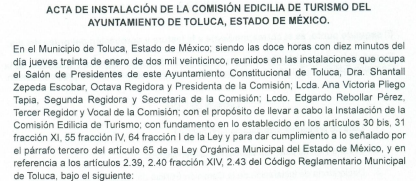 ACTA DE INSTALACIÓN DE LA COMISIÓN EDILICIA DE TURISMO DEL
AYUNTAMIENTO DE TOLUCA, ESTADO DE MÉXICO.
En el Municipio de Toluca, Estado de México; siendo las doce horas con diez minutos del
día jueves treinta de enero de dos mil veinticinco, reunidos en las instalaciones que ocupa
el Salón de Presidentes de este Ayuntamiento Constitucional de Toluca, Dra. Shantall
Zepeda Escobar, Octava Regidora y Presidenta de la Comisión; Lcda. Ana Victoria Pliego
Tapia, Segunda Regidora y Secretaria de la Comisión; Lcdo. Edgardo Rebollar Pérez,
Tercer Regidor y Vocal de la Comisión; con el propósito de llevar a cabo la Instalación de la
Comisión Edilicia de Turismo; con fundamento en lo establecido en los artículos 30 bis, 31
fracción XI, 55 fracción IV, 64 fracción I de la Ley y para dar cumplimiento a lo señalado por
el párrafo tercero del artículo 65 de la Ley Orgánica Municipal del Estado de México, y en
referencia a los artículos 2.39, 2.40 fracción XIV, 2.43 del Código Reglamentario Municipal
de Toluca, bajo el siguiente: